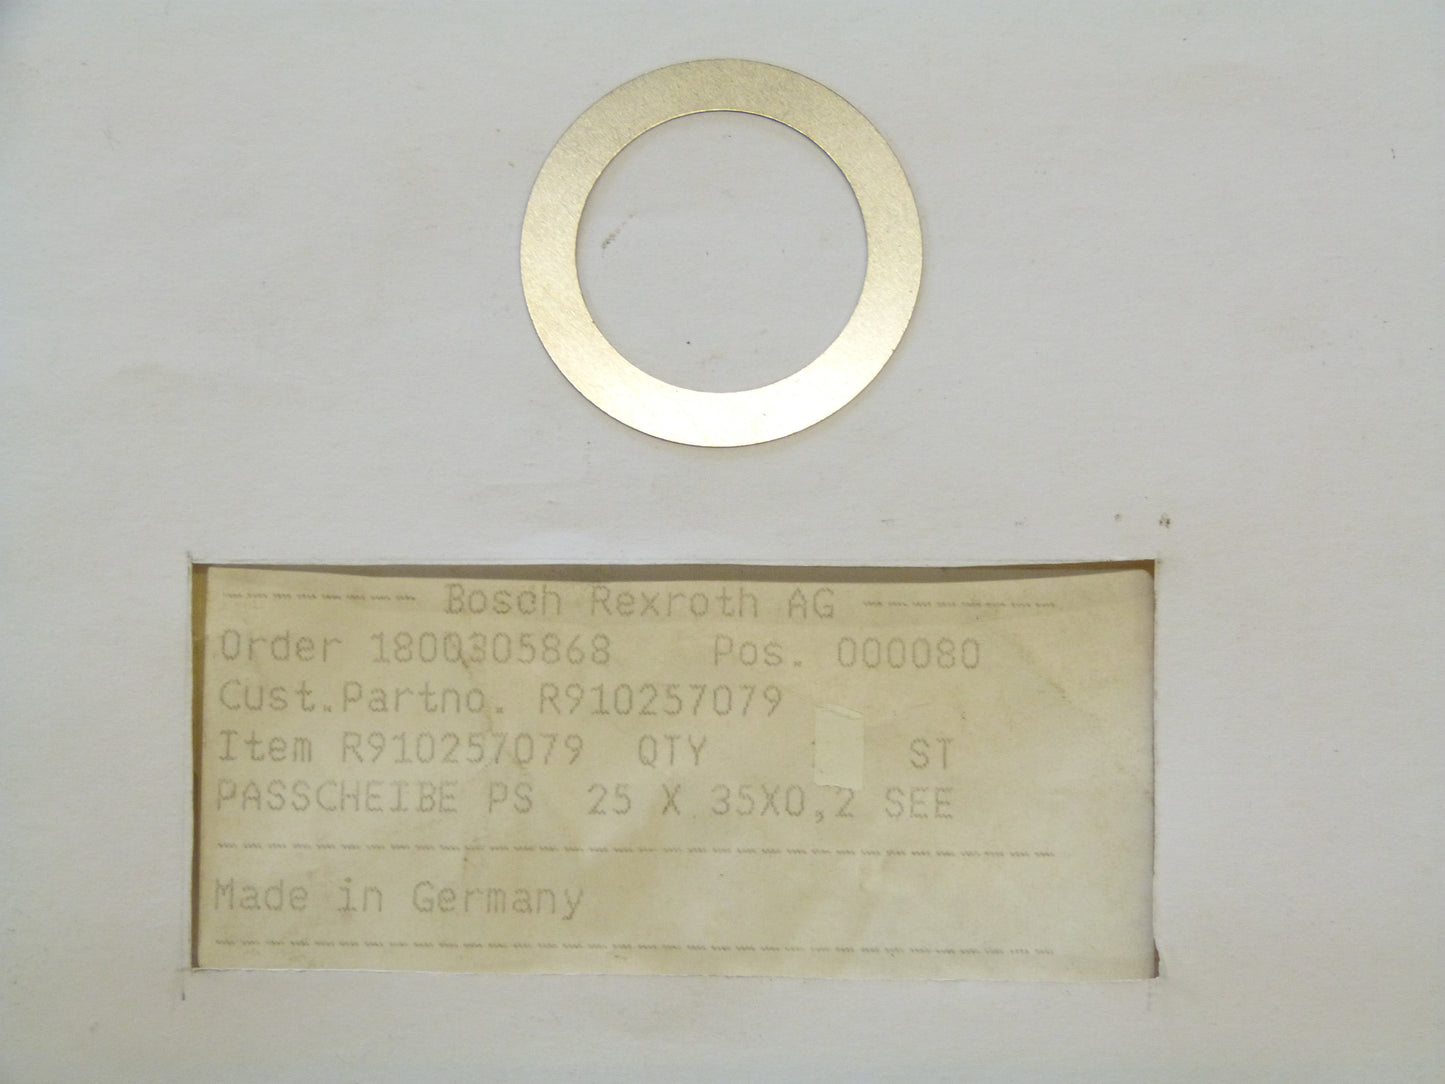 -------- Bosch Rexroth AG --------
Order 1800305868 Pos. 000080
Cust.Partno. R910257079
Item R910257079 QTY ST
PASSCHEIBE PS 25 X 35X0,2 SEE
-----------------------------------
Made in Germany
-----------------------------------